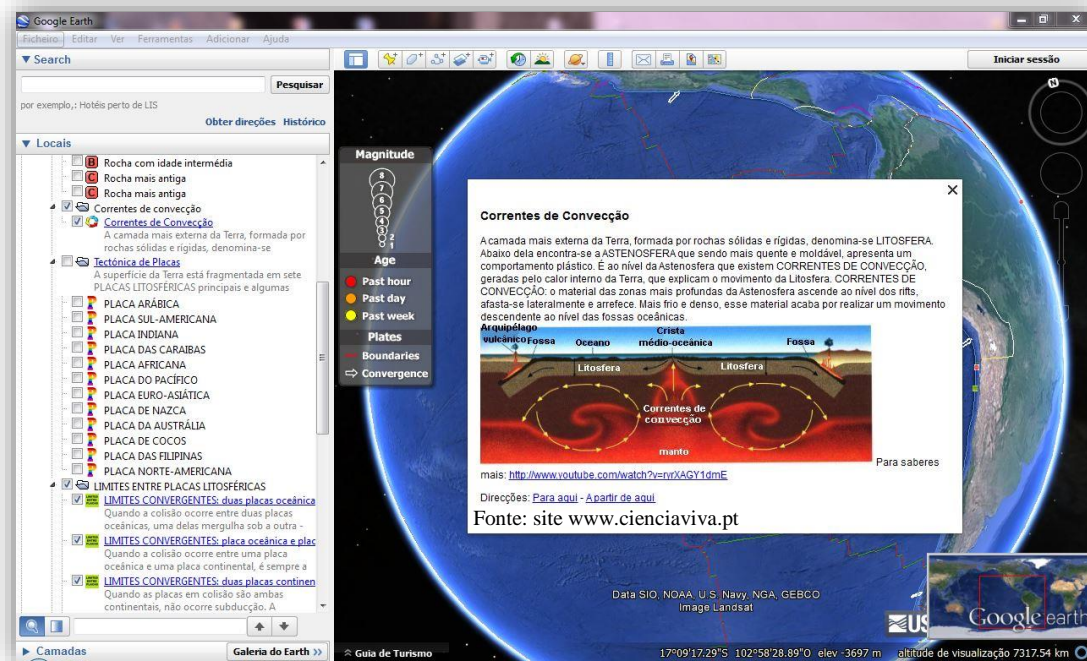 Google Earth
Ficheiro Editar Ver Ferramentas Adicionar Ajuda
Search
Pesquisar
por exemplo,: Hotéis perto de LIS
Obter direções Histórico
Locais
B Rocha com idade intermédia
C Rocha mais antiga
C Rocha mais antiga
Correntes de convecção
Correntes de Convecção
A camada mais externa da Terra, formada por
rochas sólidas e rígidas, denomina-se
Tectónica de Placas
A superfície da Terra está fragmentada em sete
PLACAS LITOSFÉRICAS principais e algumas
PLACA ARÁBICA
PLACA SUL-AMERICANA
PLACA INDIANA
PLACA DAS CARAIBAS
PLACA AFRICANA
PLACA DO PACÍFICO
PLACA EURO-ASIÁTICA
PLACA DE NAZCA
PLACA DA AUSTRÁLIA
PLACA DE COCOS
PLACA DAS FILIPINAS
PLACA NORTE-AMERICANA
LIMITES ENTRE PLACAS LITOSFÉRICAS
LIMITES CONVERGENTES: duas placas oceânica
Quando a colisão ocorre entre duas placas
oceânicas, uma delas mergulha sob a outra -
LIMITES CONVERGENTES: placa oceânica e plac
Quando a colisão ocorre entre uma placa
oceânica e uma placa continental, é sempre a
LIMITES CONVERGENTES: duas placas continen
Quando as placas em colisão são ambas
continentais, não ocorre subducção. A
Camadas
Galeria do Earth >>
Iniciar sessão
N
Magnitude
8
7
6
5
4
3
2
1
Age
Past hour
Past day
Past week
Plates
Boundaries
Convergence
Correntes de Convecção
A camada mais externa da Terra, formada por rochas sólidas e rígidas, denomina-se LITOSFERA.
Abaixo dela encontra-se a ASTENOSFERA que sendo mais quente e moldável, apresenta um
comportamento plástico. É ao nível da Astenosfera que existem CORRENTES DE CONVECÇÃO,
geradas pelo calor interno da Terra, que explicam o movimento da Litosfera. CORRENTES DE
CONVECÇÃO: o material das zonas mais profundas da Astenosfera ascende ao nível dos rifts,
afasta-se lateralmente e arrefece. Mais frio e denso, esse material acaba por realizar um movimento
descendente ao nível das fossas oceânicas.
Arquipélago
vulcânico Fossa Oceano
Crista
médio-oceânica
Fossa
Litosfera
Litosfera
Correntes de
convecção
manto
Para saberes
mais: http://www.youtube.com/watch?v=ryrXAGY1dmE
Direcções: Para aqui - A partir de aqui
Fonte: site www.cienciaviva.pt
Data SIO, NOAA, U.S. Navy, NGA, GEBCO
Image Landsat
Google earth
Guia de Turismo
17°09'17.29"S 102°58'28.89"O elev -3697 m altitude de visualização 7317.54 km